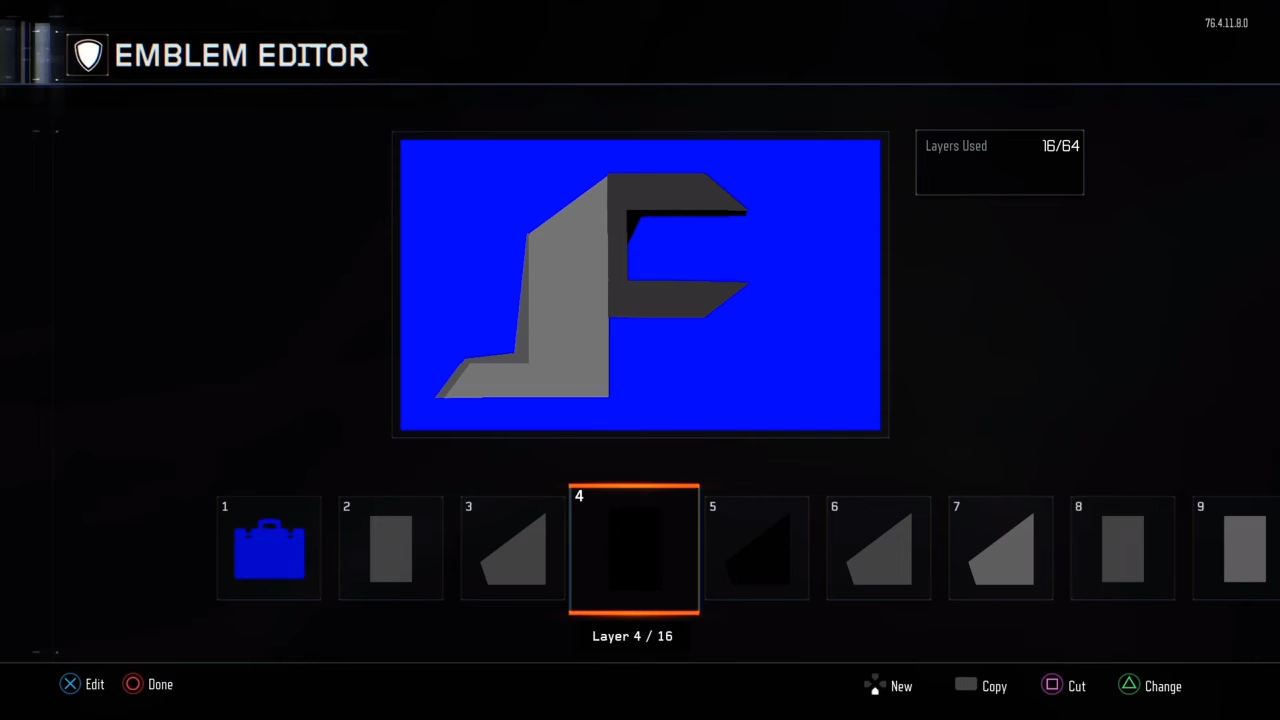 76.4.11.8.0
EMBLEM EDITOR
Layers Used 16/64
1 2 3 4 5 6 7 8 9
Layer 4 / 16
Edit Done New Copy Cut Change